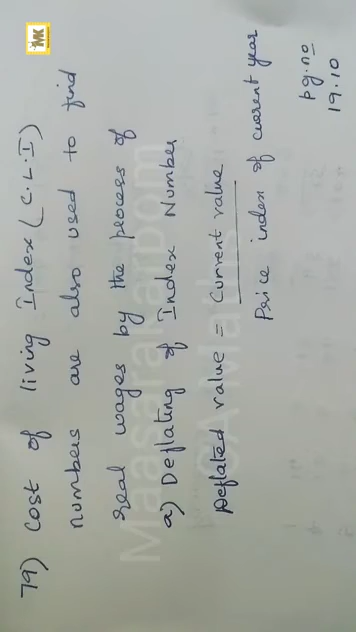 79) Cost of living Index (C.L.I)
numbers are also used to find
real wages by the process of
a) Deflating of Index Number
Deflated value = Current value
Price index of current year
pg.no
19.10
MK